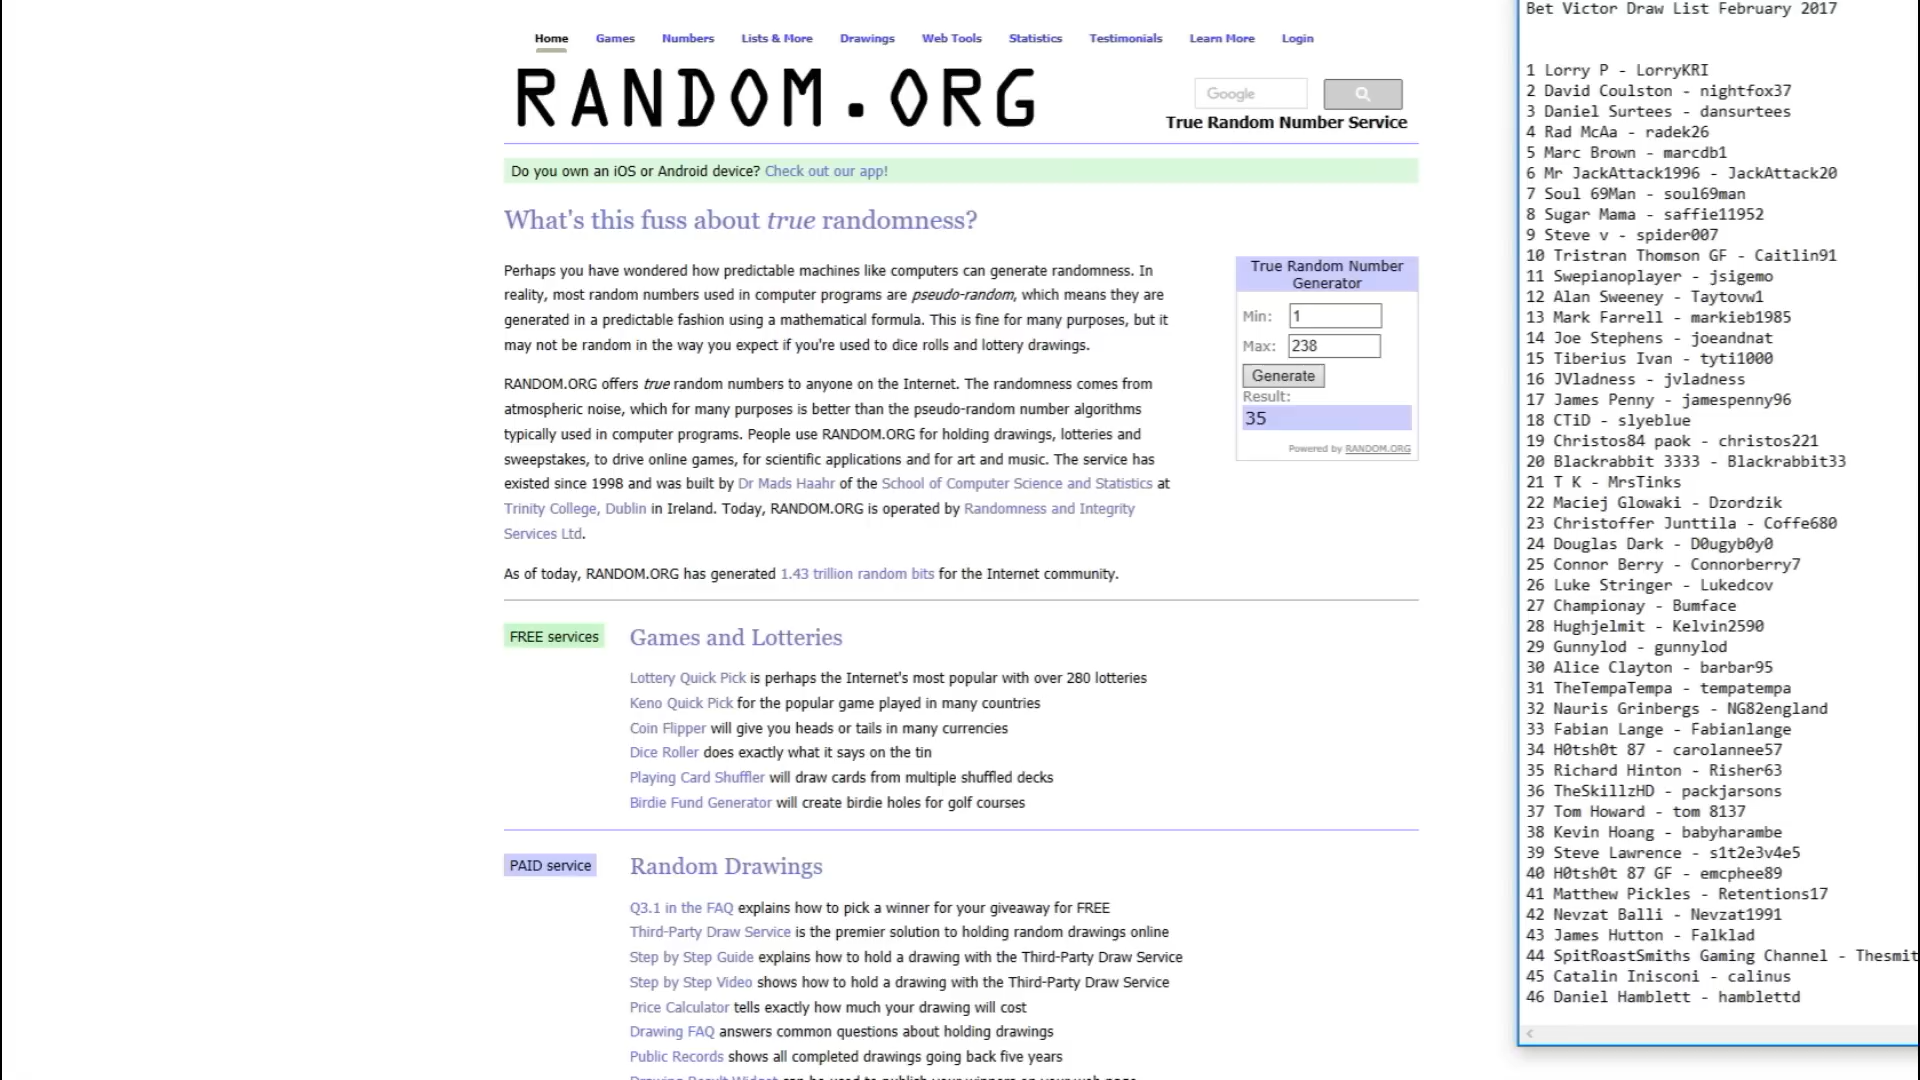 Home Games Numbers Lists & More Drawings Web Tools Statistics Testimonials Learn More Login
RANDOM.ORG
Google
True Random Number Service
Do you own an iOS or Android device? Check out our app!
What's this fuss about true randomness?
Perhaps you have wondered how predictable machines like computers can generate randomness. In
reality, most random numbers used in computer programs are pseudo-random, which means they are
generated in a predictable fashion using a mathematical formula. This is fine for many purposes, but it
may not be random in the way you expect if you're used to dice rolls and lottery drawings.
RANDOM.ORG offers true random numbers to anyone on the Internet. The randomness comes from
atmospheric noise, which for many purposes is better than the pseudo-random number algorithms
typically used in computer programs. People use RANDOM.ORG for holding drawings, lotteries and
sweepstakes, to drive online games, for scientific applications and for art and music. The service has
existed since 1998 and was built by Dr Mads Haahr of the School of Computer Science and Statistics at
Trinity College, Dublin in Ireland. Today, RANDOM.ORG is operated by Randomness and Integrity
Services Ltd.
As of today, RANDOM.ORG has generated 1.43 trillion random bits for the Internet community.
True Random Number
Generator
Min: 1
Max: 238
Generate
Result:
35
Powered by RANDOM.ORG
FREE services
Games and Lotteries
Lottery Quick Pick is perhaps the Internet's most popular with over 280 lotteries
Keno Quick Pick for the popular game played in many countries
Coin Flipper will give you heads or tails in many currencies
Dice Roller does exactly what it says on the tin
Playing Card Shuffler will draw cards from multiple shuffled decks
Birdie Fund Generator will create birdie holes for golf courses
PAID service
Random Drawings
Q3.1 in the FAQ explains how to pick a winner for your giveaway for FREE
Third-Party Draw Service is the premier solution to holding random drawings online
Step by Step Guide explains how to hold a drawing with the Third-Party Draw Service
Step by Step Video shows how to hold a drawing with the Third-Party Draw Service
Price Calculator tells exactly how much your drawing will cost
Drawing FAQ answers common questions about holding drawings
Public Records shows all completed drawings going back five years
Bet Victor Draw List February 2017
1 Lorry P - LorryKRI
2 David Coulston - nightfox37
3 Daniel Surtees - dansurtees
4 Rad McAa - radek26
5 Marc Brown - marcdb1
6 Mr JackAttack1996 - JackAttack20
7 Soul 69Man - soul69man
8 Sugar Mama - saffie11952
9 Steve v - spider007
10 Tristran Thomson GF - Caitlin91
11 Swepianoplayer - jsigemo
12 Alan Sweeney - Taytovw1
13 Mark Farrell - markieb1985
14 Joe Stephens - joeandnat
15 Tiberius Ivan - tyti1000
16 JVladness - jvladness
17 James Penny - jamespenny96
18 CTiD - slyeblue
19 Christos84 paok - christos221
20 Blackrabbit 3333 - Blackrabbit33
21 T K - MrsTinks
22 Maciej Glowaki - Dzordzik
23 Christoffer Junttila - Coffe680
24 Douglas Dark - D0ugyb0y0
25 Connor Berry - Connorberry7
26 Luke Stringer - Lukedcov
27 Championay - Bumface
28 Hughjelmit - Kelvin2590
29 Gunnylod - gunnylod
30 Alice Clayton - barbar95
31 TheTempaTempa - tempatempa
32 Nauris Grinbergs - NG82england
33 Fabian Lange - Fabianlange
34 H0tsh0t 87 - carolannee57
35 Richard Hinton - Risher63
36 TheSkillzHD - packjarsons
37 Tom Howard - tom 8137
38 Kevin Hoang - babyharambe
39 Steve Lawrence - s1t2e3v4e5
40 H0tsh0t 87 GF - emcphee89
41 Matthew Pickles - Retentions17
42 Nevzat Balli - Nevzat1991
43 James Hutton - Falklad
44 SpitRoastSmiths Gaming Channel - Thesmit
45 Catalin Inisconi - calinus
46 Daniel Hamblett - hamblettd